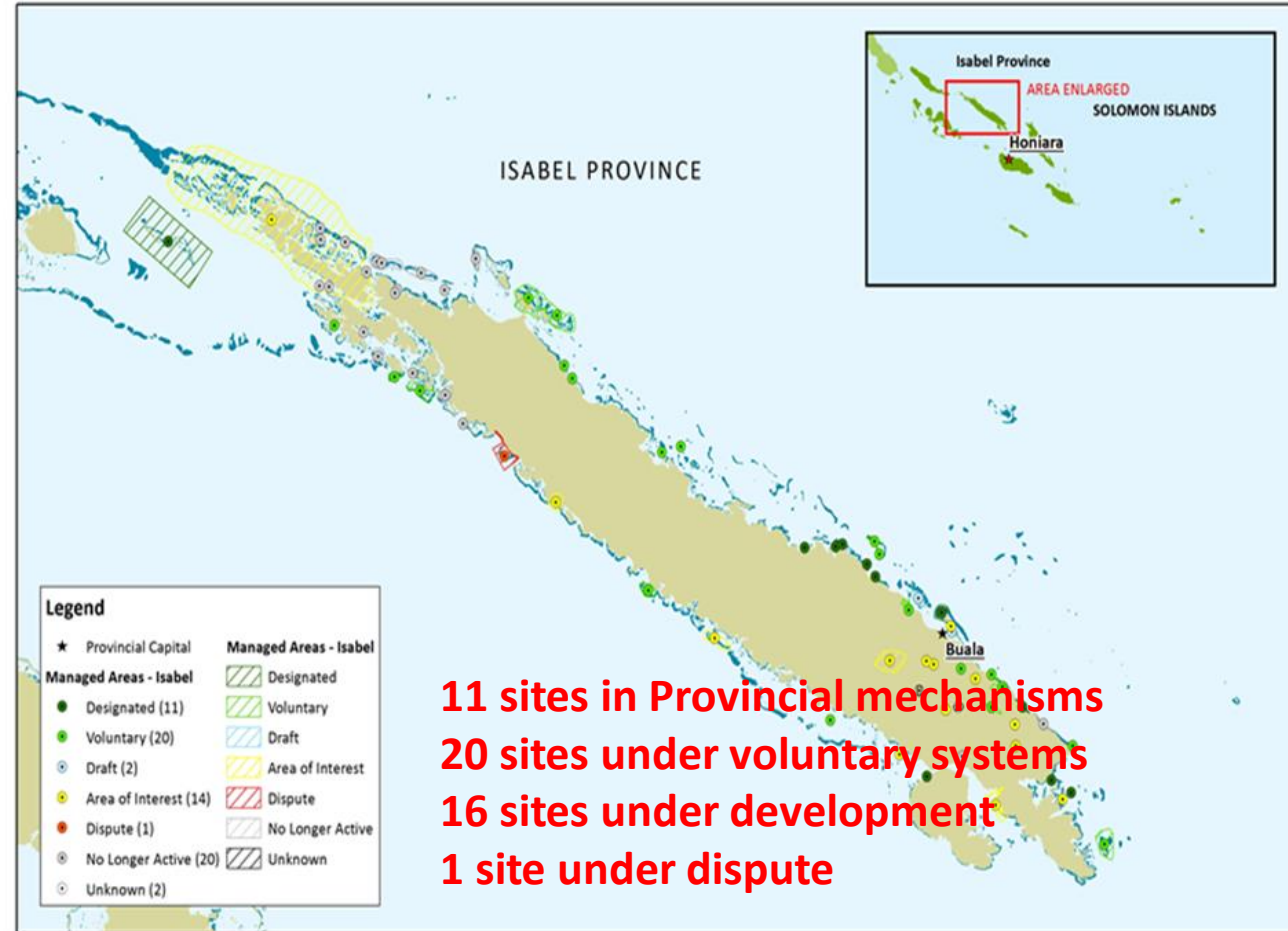 Isabel Province
AREA ENLARGED
SOLOMON ISLANDS
Honiara
ISABEL PROVINCE
Buala
Legend
Provincial Capital
Managed Areas - Isabel
Designated (11)
Voluntary (20)
Draft (2)
Area of Interest (14)
Dispute (1)
No Longer Active (20)
Unknown (2)
Managed Areas - Isabel
Designated
Voluntary
Draft
Area of Interest
Dispute
No Longer Active
Unknown
11 sites in Provincial mechanisms
20 sites under voluntary systems
16 sites under development
1 site under dispute